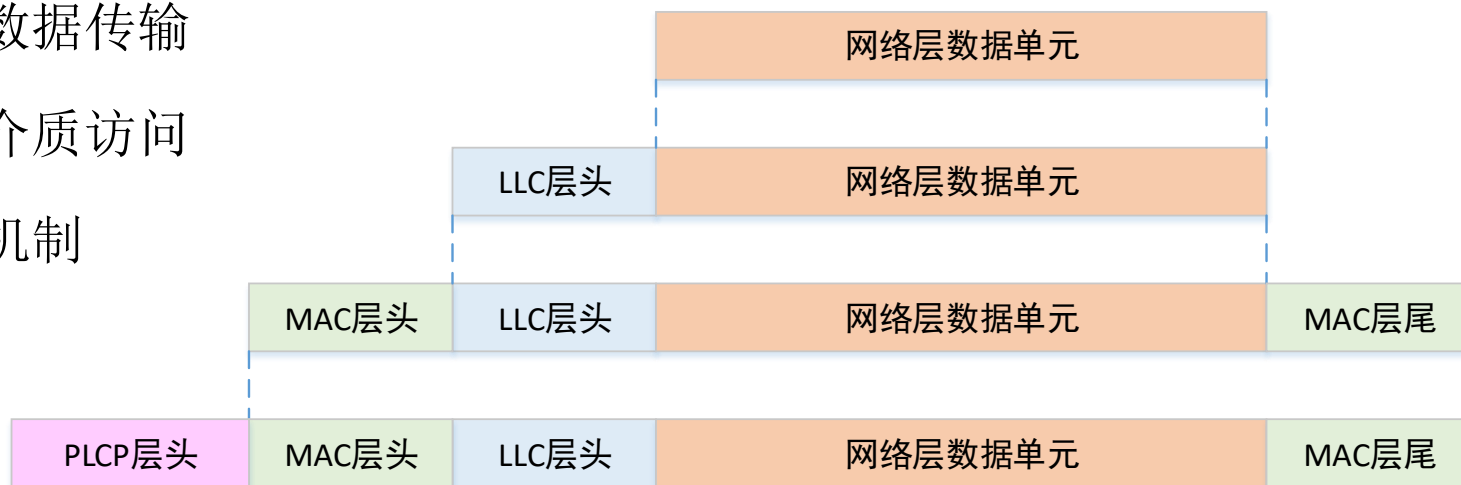 数据传输
网络层数据单元
介质访问
LLC层头 网络层数据单元
机制
MAC层头 LLC层头 网络层数据单元 MAC层尾
PLCP层头 MAC层头 LLC层头 网络层数据单元 MAC层尾